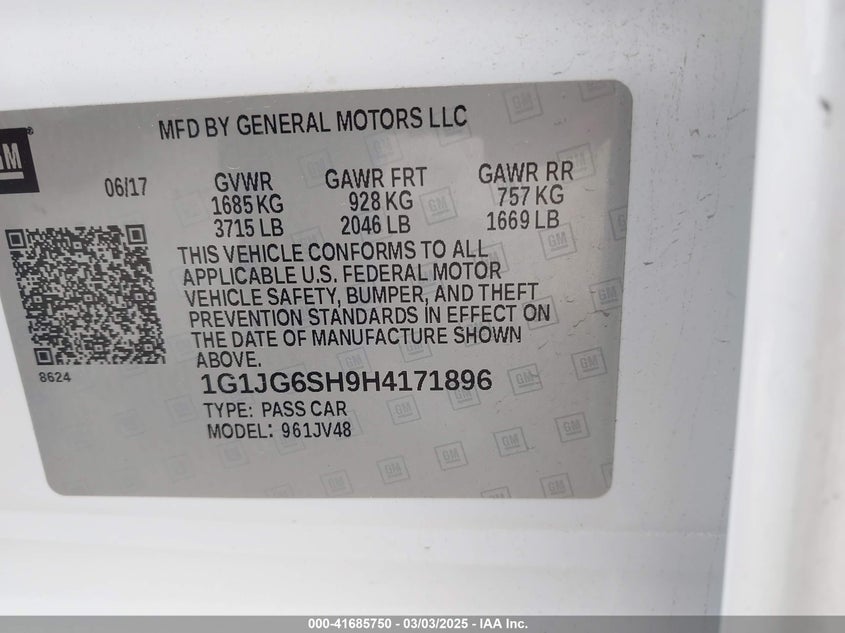 MFD BY GENERAL MOTORS LLC
GM
06/17
GVWR GAWR FRT GAWR RR
1685 KG 928 KG 757 KG
3715 LB 2046 LB 1669 LB
THIS VEHICLE CONFORMS TO ALL
APPLICABLE U.S. FEDERAL MOTOR
VEHICLE SAFETY, BUMPER, AND THEFT
PREVENTION STANDARDS IN EFFECT ON
THE DATE OF MANUFACTURE SHOWN
ABOVE.
8624
1G1JG6SH9H4171896
TYPE: PASS CAR
MODEL: 961JV48
000-41685750 — 03/03/2025 — IAA Inc.